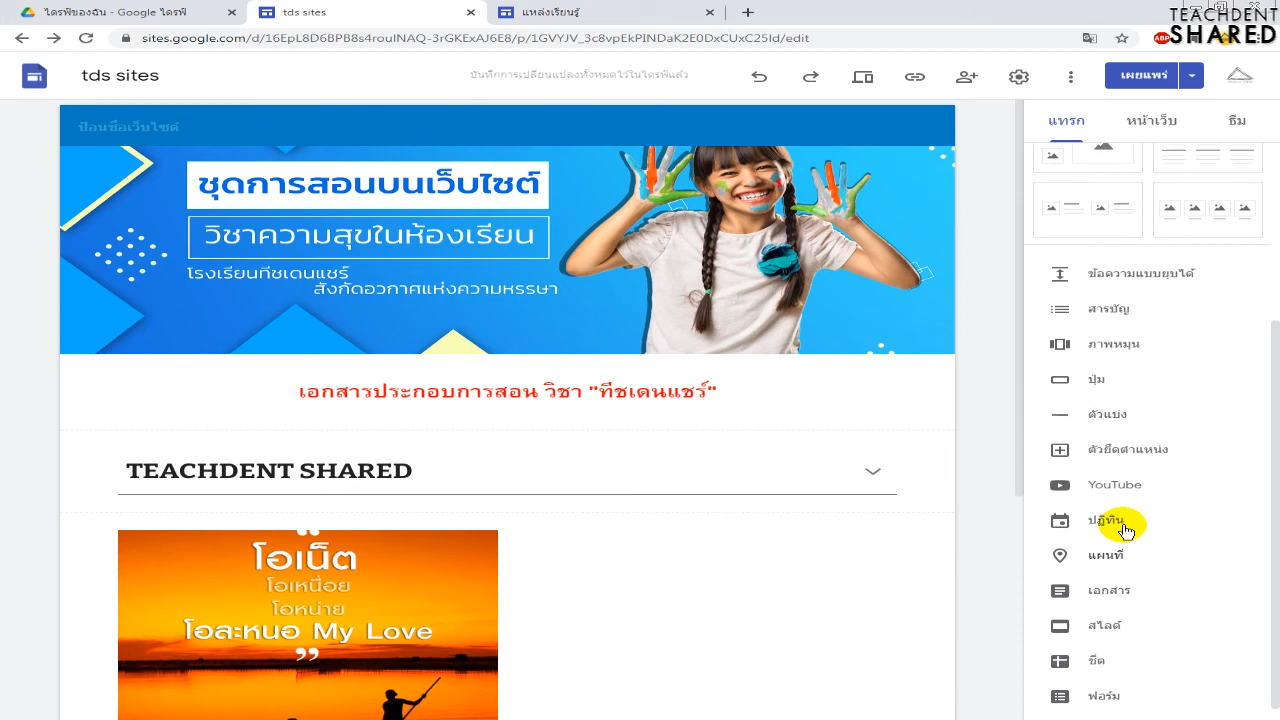 ไดรฟ์ของฉัน - Google ไดรฟ์
tds sites
แหล่งเรียนรู้
TEACHDENT
SHARED
sites.google.com/d/16EpL8D6BPB8s4rouINAQ-3rGKExA0XSJ/p/1GVYJV_3c8vpEkPINDaK2E0DxCUxC25Id/edit
ABP
tds sites
บันทึกการเปลี่ยนแปลงทั้งหมดไว้ในไดรฟ์แล้ว
เผยแพร่
แทรก
หน้าเว็บ
ธีม
ป้อนชื่อเว็บไซต์
ชุดการสอนบนเว็บไซต์
วิชาความสุขในห้องเรียน
โรงเรียนทีชเดนแชร์
สังกัดอวกาศแห่งความหรรษา
เอกสารประกอบการสอน วิชา "ทีชเดนแชร์"
TEACHDENT SHARED
“
โอเน็ต
โอเหนื่อย
โอหน่าย
โอละหนอ My Love
”
ข้อความแบบยุบได้
สารบัญ
ภาพหมุน
ปุ่ม
ตัวแบ่ง
ตัวยึดตำแหน่ง
YouTube
ปฏิทิน
แผนที่
เอกสาร
สไลด์
ชีต
ฟอร์ม